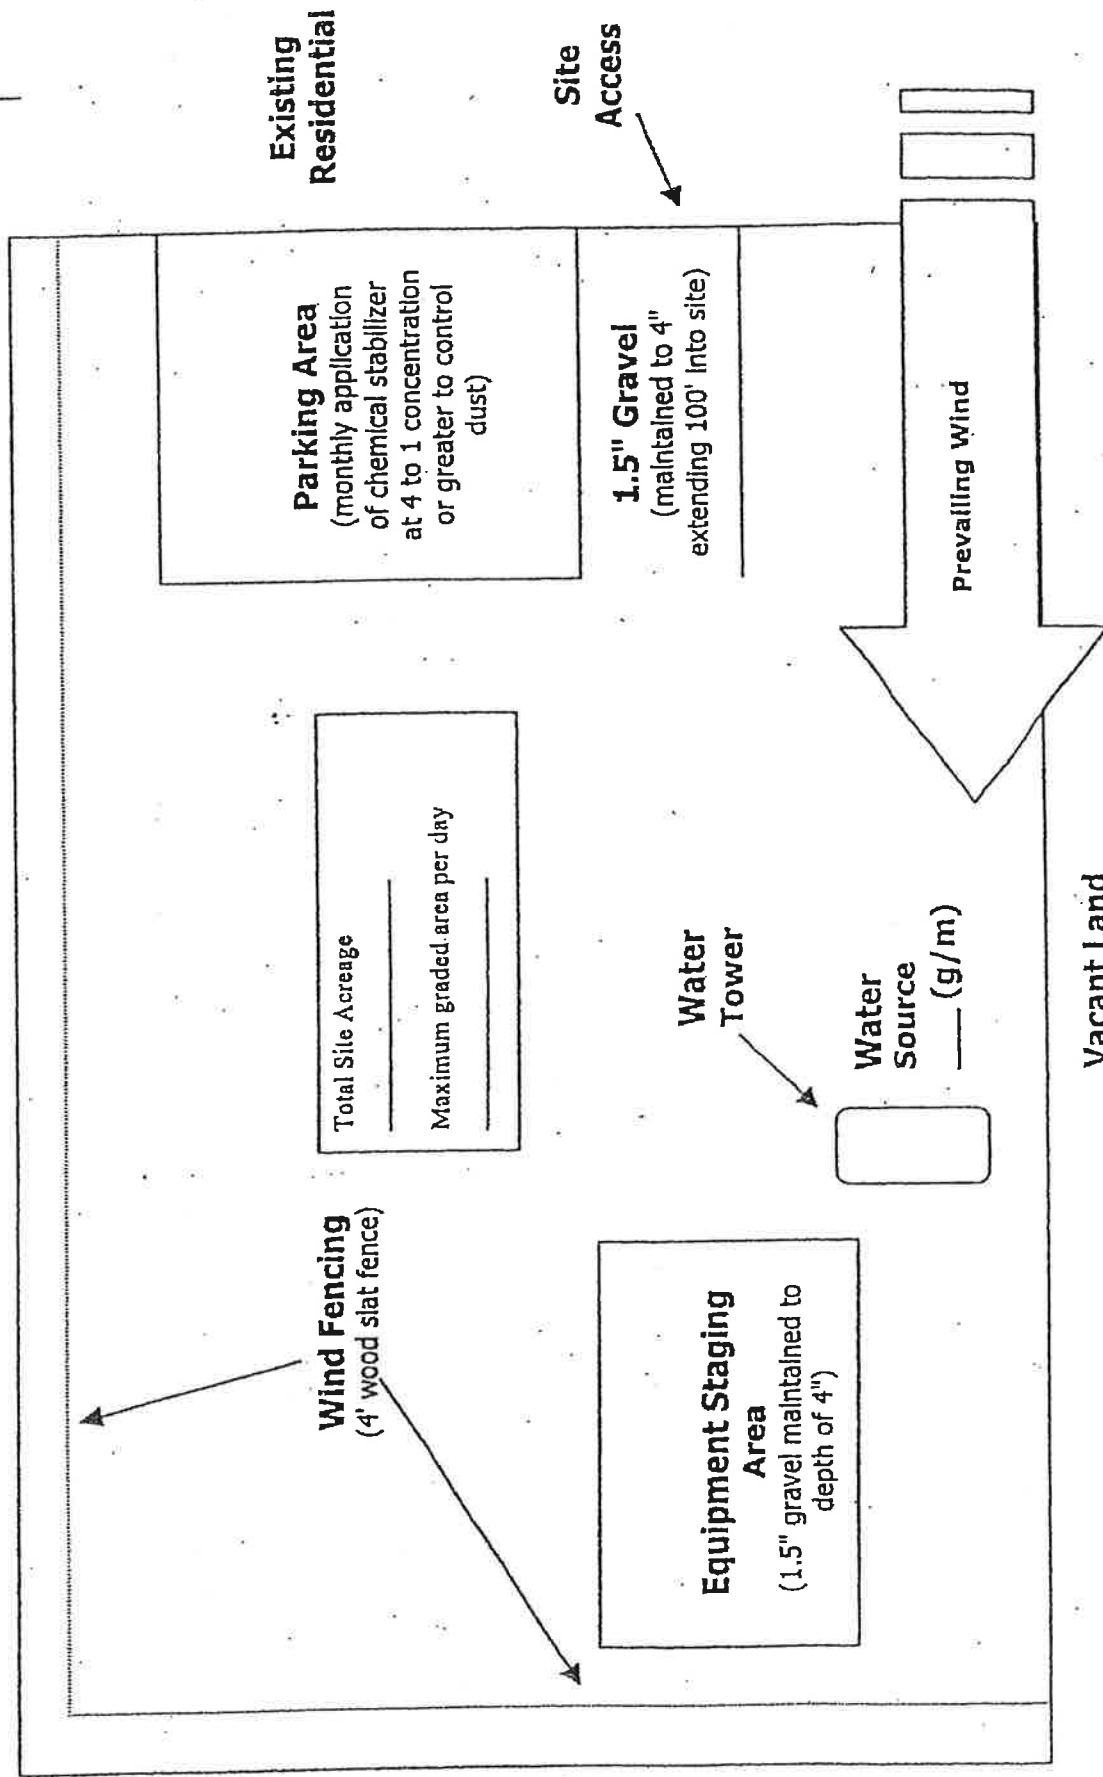 Wind Fencing
(4' wood slat fence)
Total Site Acreage
Maximum graded area per day
Parking Area
(monthly application
of chemical stabilizer
at 4 to 1 concentration
or greater to control
dust)
Existing
Residential
Site
Access
1.5" Gravel
(maintained to 4"
extending 100' into site)
Equipment Staging
Area
(1.5" gravel maintained to
depth of 4")
Water
Tower
Water
Source
____ (g/m)
Prevailing Wind
Vacant Land